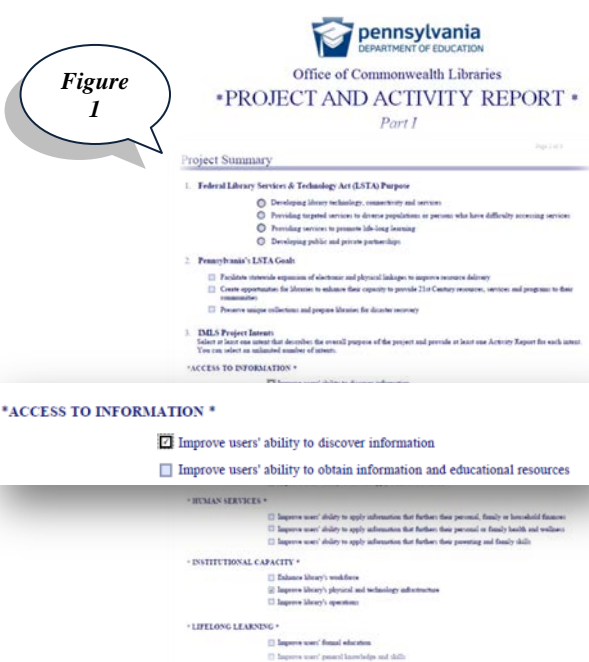 pennsylvania
DEPARTMENT OF EDUCATION
Office of Commonwealth Libraries
*PROJECT AND ACTIVITY REPORT *
Part I
Figure
1
Project Summary
1. Federal Library Services & Technology Act (LSTA) Purpose
Developing library technology, connectivity and services
Providing targeted services to diverse populations or persons who have difficulty accessing services
Providing services to promote life-long learning
Developing public and private partnerships
2. Pennsylvania's LSTA Goals
Facilitate statewide expansion of electronic and physical linkages to improve resource delivery
Create opportunities for libraries to enhance their capacity to provide 21st Century resources, services and programs to their
communities
Preserve unique collections and prepare libraries for disaster recovery
3. IMLS Project Intents
Select at least one intent that describes the overall purpose of the project and provide at least one Activity Report for each intent.
You can select an unlimited number of intents.
*ACCESS TO INFORMATION *
*ACCESS TO INFORMATION *
Improve users' ability to discover information
Improve users' ability to obtain information and educational resources
* HUMAN SERVICES *
Improve users' ability to apply information that furthers their personal, family or household finances
Improve users' ability to apply information that furthers their personal or family health and wellness
Improve users' ability to apply information that furthers their parenting and family skills
* INSTITUTIONAL CAPACITY *
Enhance library's workforce
Improve library's physical and technology infrastructure
Improve library's operations
* LIFELONG LEARNING *
Improve users' formal education
Improve users' general knowledge and skills